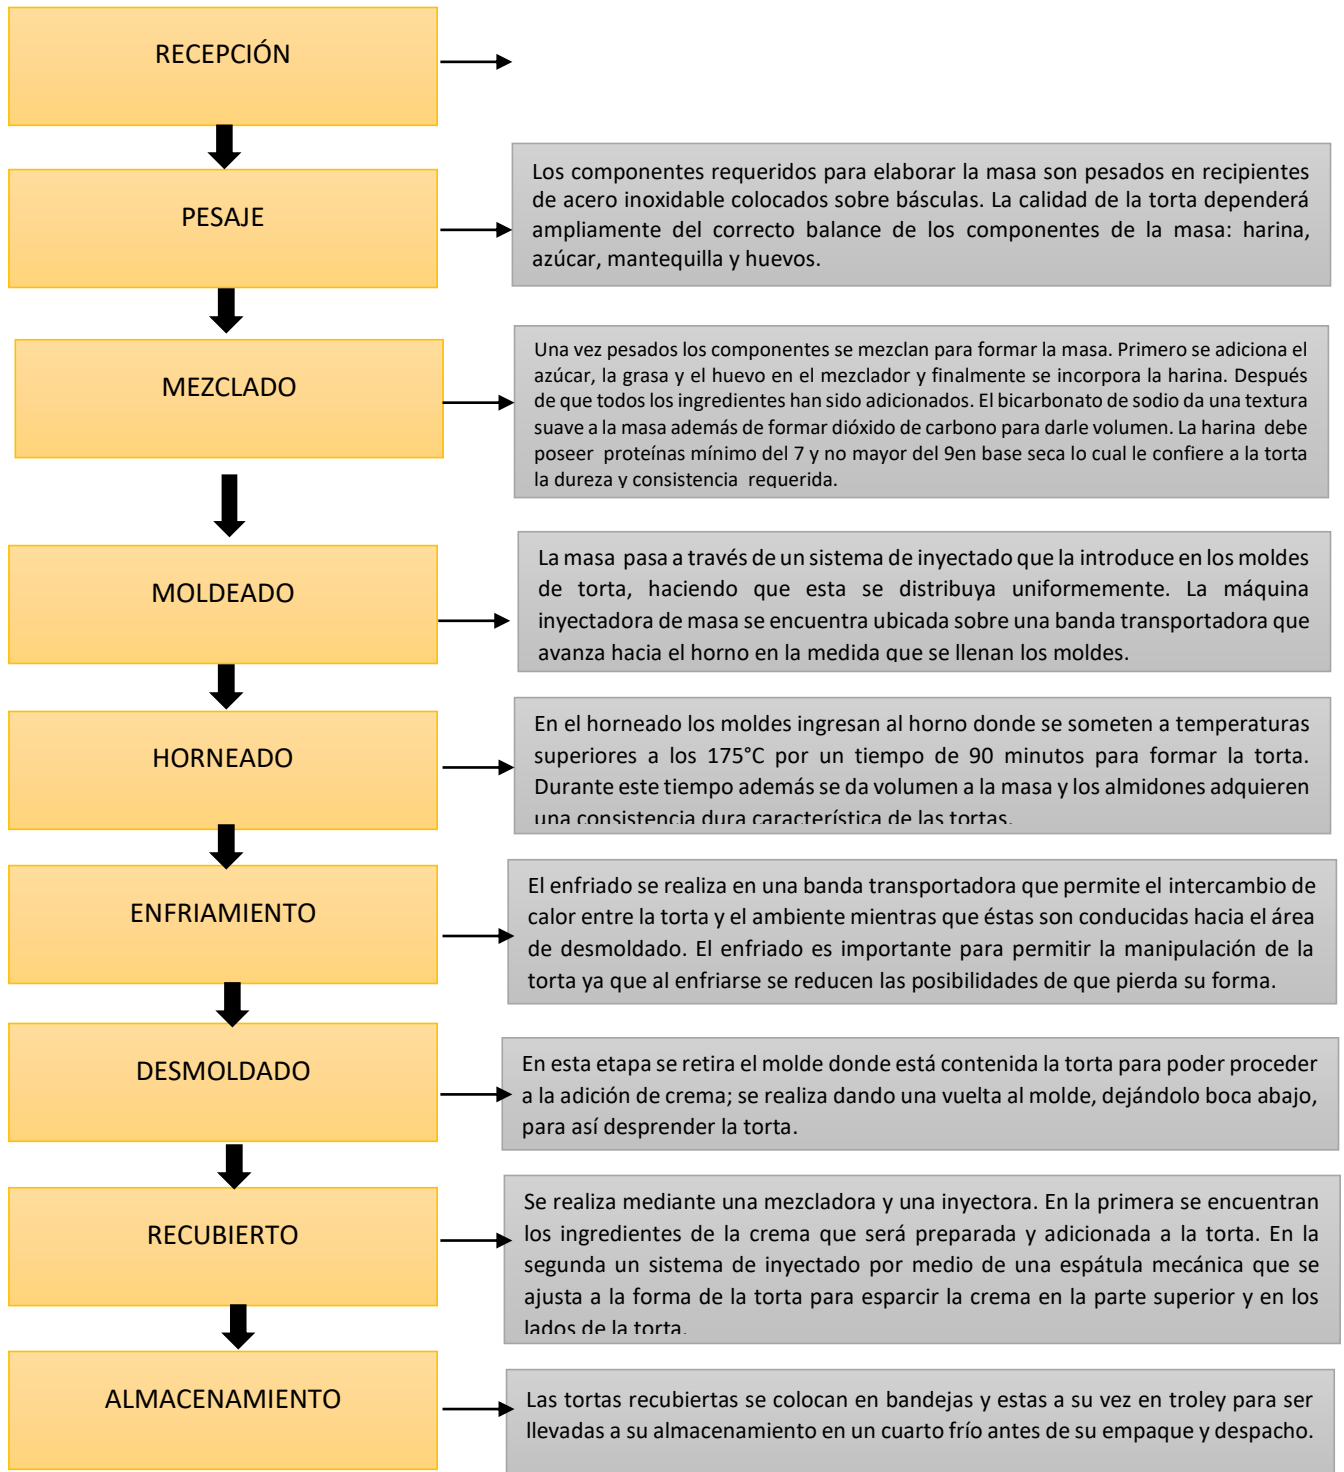 RECEPCIÓN
PESAJE
Los componentes requeridos para elaborar la masa son pesados en recipientes
de acero inoxidable colocados sobre básculas. La calidad de la torta dependerá
ampliamente del correcto balance de los componentes de la masa: harina,
azúcar, mantequilla y huevos.
MEZCLADO
Una vez pesados los componentes se mezclan para formar la masa. Primero se adiciona el
azúcar, la grasa y el huevo en el mezclador y finalmente se incorpora la harina. Después
de que todos los ingredientes han sido adicionados. El bicarbonato de sodio da una textura
suave a la masa además de formar dióxido de carbono para darle volumen. La harina debe
poseer proteínas mínimo del 7 y no mayor del 9en base seca lo cual le confiere a la torta
la dureza y consistencia requerida.
MOLDEADO
La masa pasa a través de un sistema de inyectado que la introduce en los moldes
de torta, haciendo que esta se distribuya uniformemente. La máquina
inyectadora de masa se encuentra ubicada sobre una banda transportadora que
avanza hacia el horno en la medida que se llenan los moldes.
HORNEADO
En el horneado los moldes ingresan al horno donde se someten a temperaturas
superiores a los 175°C por un tiempo de 90 minutos para formar la torta.
Durante este tiempo además se da volumen a la masa y los almidones adquieren
una consistencia dura característica de las tortas.
ENFRIAMIENTO
El enfriado se realiza en una banda transportadora que permite el intercambio de
calor entre la torta y el ambiente mientras que éstas son conducidas hacia el área
de desmoldado. El enfriado es importante para permitir la manipulación de la
torta ya que al enfriarse se reducen las posibilidades de que pierda su forma.
DESMOLDADO
En esta etapa se retira el molde donde está contenida la torta para poder proceder
a la adición de crema; se realiza dando una vuelta al molde, dejándolo boca abajo,
para así desprender la torta.
RECUBIERTO
Se realiza mediante una mezcladora y una inyectora. En la primera se encuentran
los ingredientes de la crema que será preparada y adicionada a la torta. En la
segunda un sistema de inyectado por medio de una espátula mecánica que se
ajusta a la forma de la torta para esparcir la crema en la parte superior y en los
lados de la torta.
ALMACENAMIENTO
Las tortas recubiertas se colocan en bandejas y estas a su vez en troley para ser
llevadas a su almacenamiento en un cuarto frío antes de su empaque y despacho.